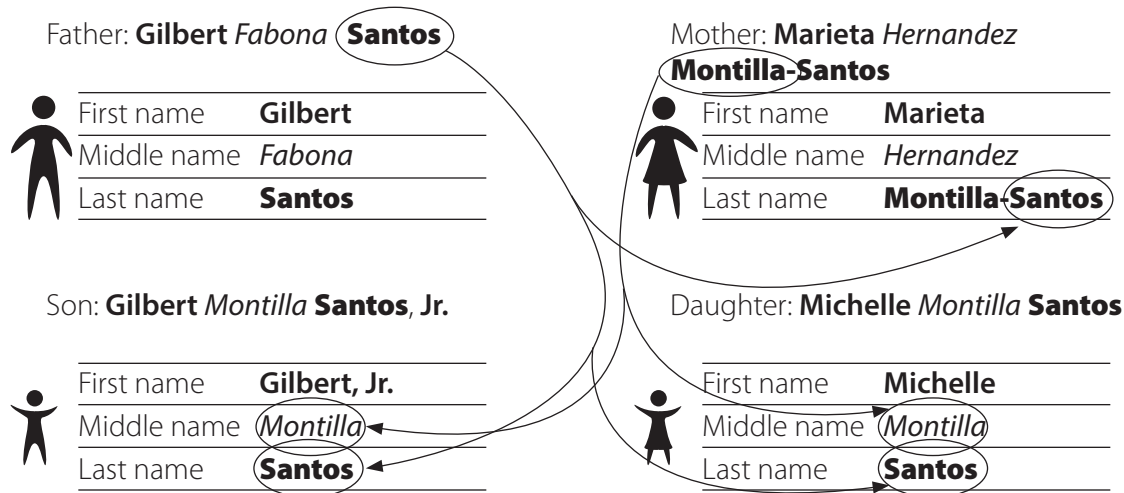 Father: Gilbert Fabona Santos
First name Gilbert
Middle name Fabona
Last name Santos
Mother: Marieta Hernandez
Montilla-Santos
First name Marieta
Middle name Hernandez
Last name Montilla-Santos
Son: Gilbert Montilla Santos, Jr.
First name Gilbert, Jr.
Middle name Montilla
Last name Santos
Daughter: Michelle Montilla Santos
First name Michelle
Middle name Montilla
Last name Santos